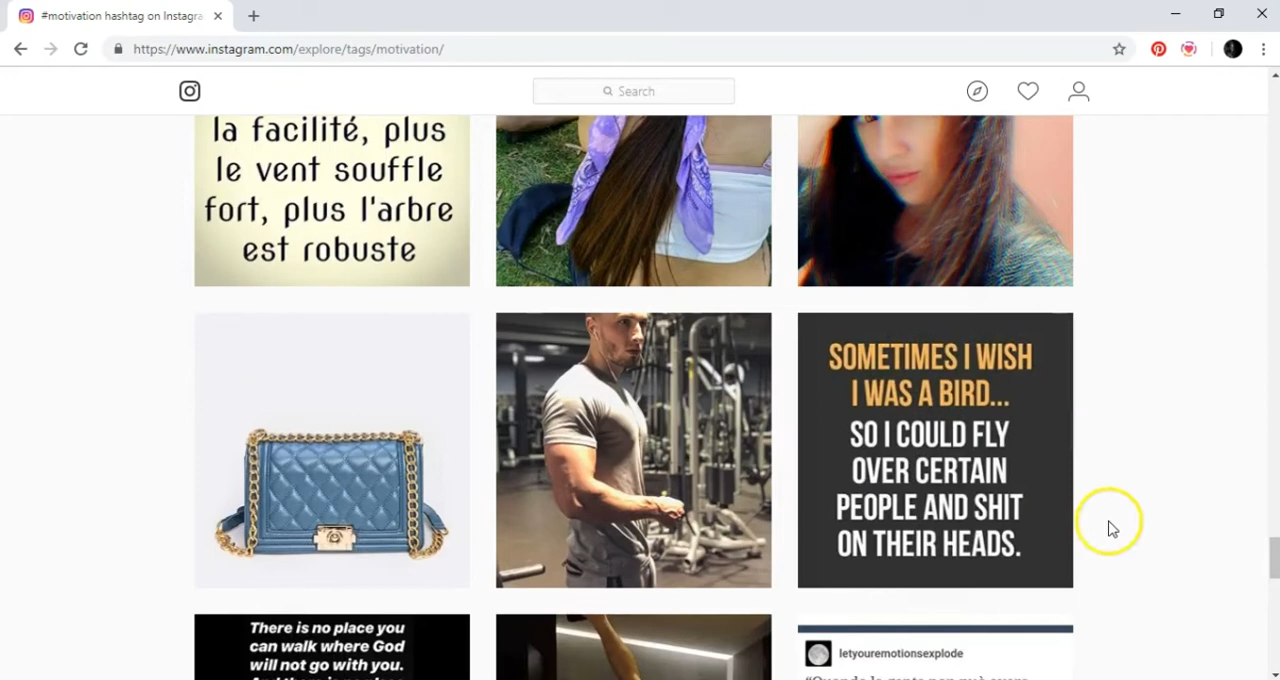 #motivation hashtag on Instagra
https://www.instagram.com/explore/tags/motivation/
Search
la facilité, plus
le vent souffle
fort, plus l'arbre
est robuste
SOMETIMES I WISH
I WAS A BIRD...
SO I COULD FLY
OVER CERTAIN
PEOPLE AND SHIT
ON THEIR HEADS.
There is no place you
can walk where God
will not go with you.
letyouremotionsexplode